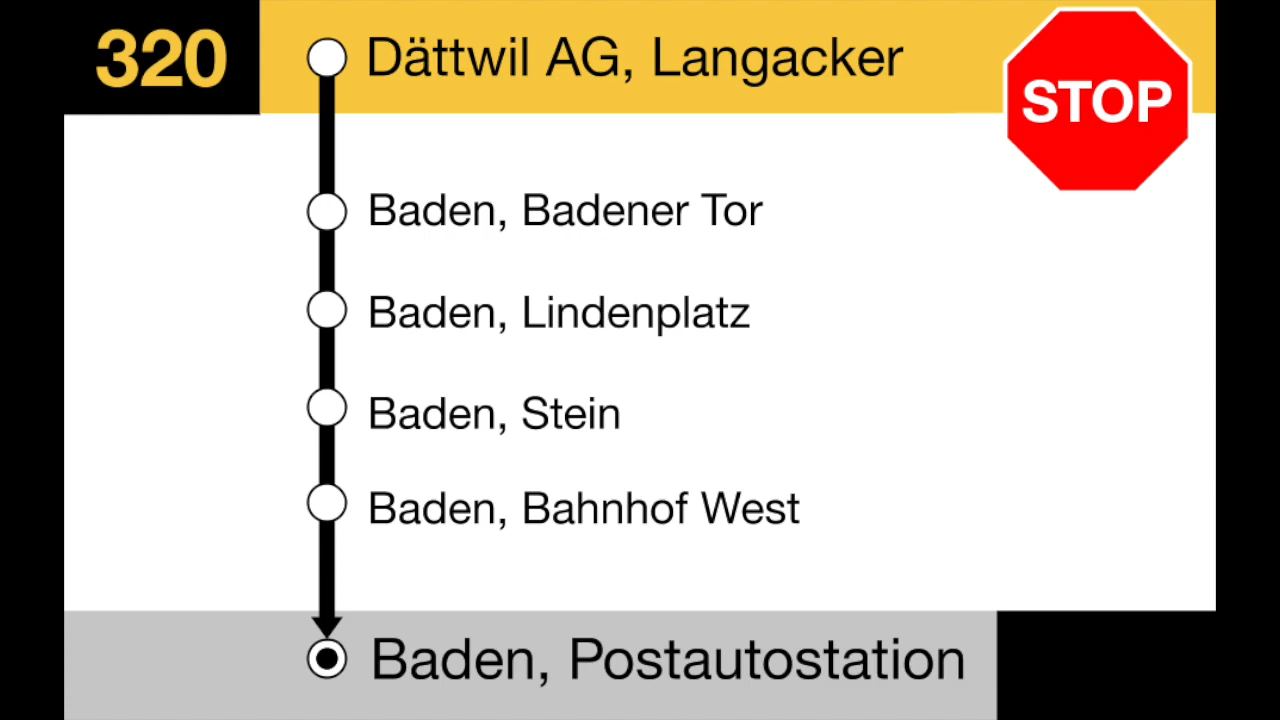 320
Dättwil AG, Langacker
STOP
Baden, Badener Tor
Baden, Lindenplatz
Baden, Stein
Baden, Bahnhof West
Baden, Postautostation